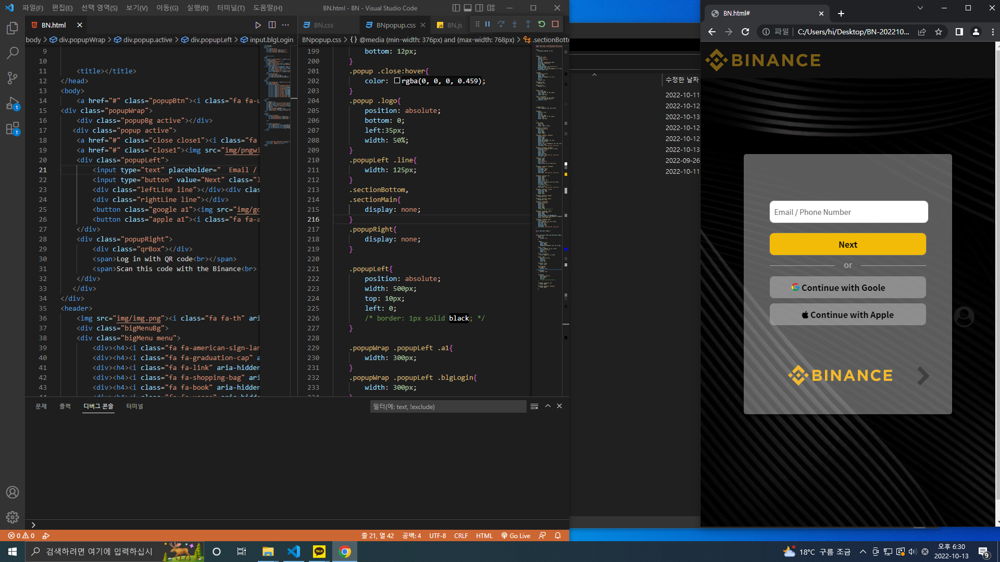 파일(F) 편집(E) 선택 영역(S) 보기(V) 이동(G) 실행(R) 터미널(T) 도움말(H)
BN.html - BN - Visual Studio Code
BN.html
BN.css
BNpopup.css
BN.js
body > div.popupWrap > div.popup.active > div.popupLeft > input.blgLogin
BNpopup.css > {} @media (min-width: 376px) and (max-width: 768px) > .sectionBotto
9
10
11 <title></title>
12 </head>
13 <body>
14 <a href="#" class="popupBtn"><i class="fa fa-u
15 <div class="popupWrap">
16 <div class="popupBg active"></div>
17 <div class="popup active">
18 <a href="#" class="close close1"><i class="fa
19 <a href="#" class="close1"><img src="img/pngwi
20 <div class="popupLeft">
21 <input type="text" placeholder="  Email /
22 <input type="button" value="Next" class="l
23 <div class="leftLine line"></div><div clas
24 <div class="rightLine line"></div>
25 <button class="google a1"><img src="img/go
26 <button class="apple a1"><i class="fa fa-a
27 </div>
28 <div class="popupRight">
29 <div class="qrBox"></div>
30 <span>Log in with QR code<br></span>
31 <span>Scan this code with the Binance<br>
32 </div>
33 </div>
34 </div>
35 <header>
36 <img src="img/img.png"><i class="fa fa-th" ari
37 <div class="bigMenuBg">
38 <div class="bigMenu menu">
39 <div><h4><i class="fa fa-american-sign-lan
40 <div><h4><i class="fa fa-graduation-cap" a
41 <div><h4><i class="fa fa-link" aria-hidden
42 <div><h4><i class="fa fa-shopping-bag" ari
43 <div><h4><i class="fa fa-book" aria-hidden
199 bottom: 12px;
200 }
201 .popup .close:hover{
202 color: rgba(0, 0, 0, 0.459);
203 }
204 .popup .logo{
205 position: absolute;
206 bottom: 0;
207 left:35px;
208 width: 50%;
209 }
210 .popupLeft .line{
211 width: 125px;
212 }
213 .sectionBottom,
214 .sectionMain{
215 display: none;
216 }
217 .popupRight{
218 display: none;
219 }
220
221 .popupLeft{
222 position: absolute;
223 width: 500px;
224 top: 10px;
225 left: 0;
226 /* border: 1px solid black; */
227 }
228
229 .popupWrap .popupLeft .a1{
230 width: 300px;
231 }
232 .popupWrap .popupLeft .blgLogin{
233 width: 300px;
문제 출력 디버그 콘솔 터미널
필터(예: text, !exclude)
1
1
0 0
줄 21, 열 42 공백: 4 UTF-8 CRLF HTML Go Live
수정한 날짜
2022-10-11
2022-10-12
2022-10-13
2022-10-12
2022-10-12
2022-10-13
2022-09-26
2022-10-11
BN.html#
파일 | C:/Users/hi/Desktop/BN-202210...
BINANCE
Email / Phone Number
Next
or
Continue with Goole
Continue with Apple
BINANCE
검색하려면 여기에 입력하십시
TALK
18°C 구름 조금
오후 6:30
2022-10-13
9